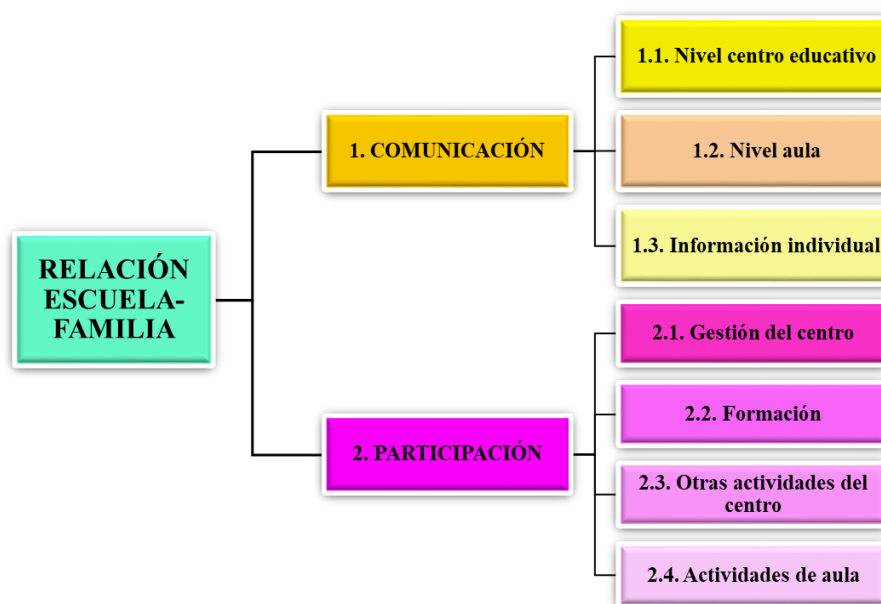 RELACIÓN
ESCUELA-
FAMILIA
1. COMUNICACIÓN
1.1. Nivel centro educativo
1.2. Nivel aula
1.3. Información individual
2. PARTICIPACIÓN
2.1. Gestión del centro
2.2. Formación
2.3. Otras actividades del
centro
2.4. Actividades de aula